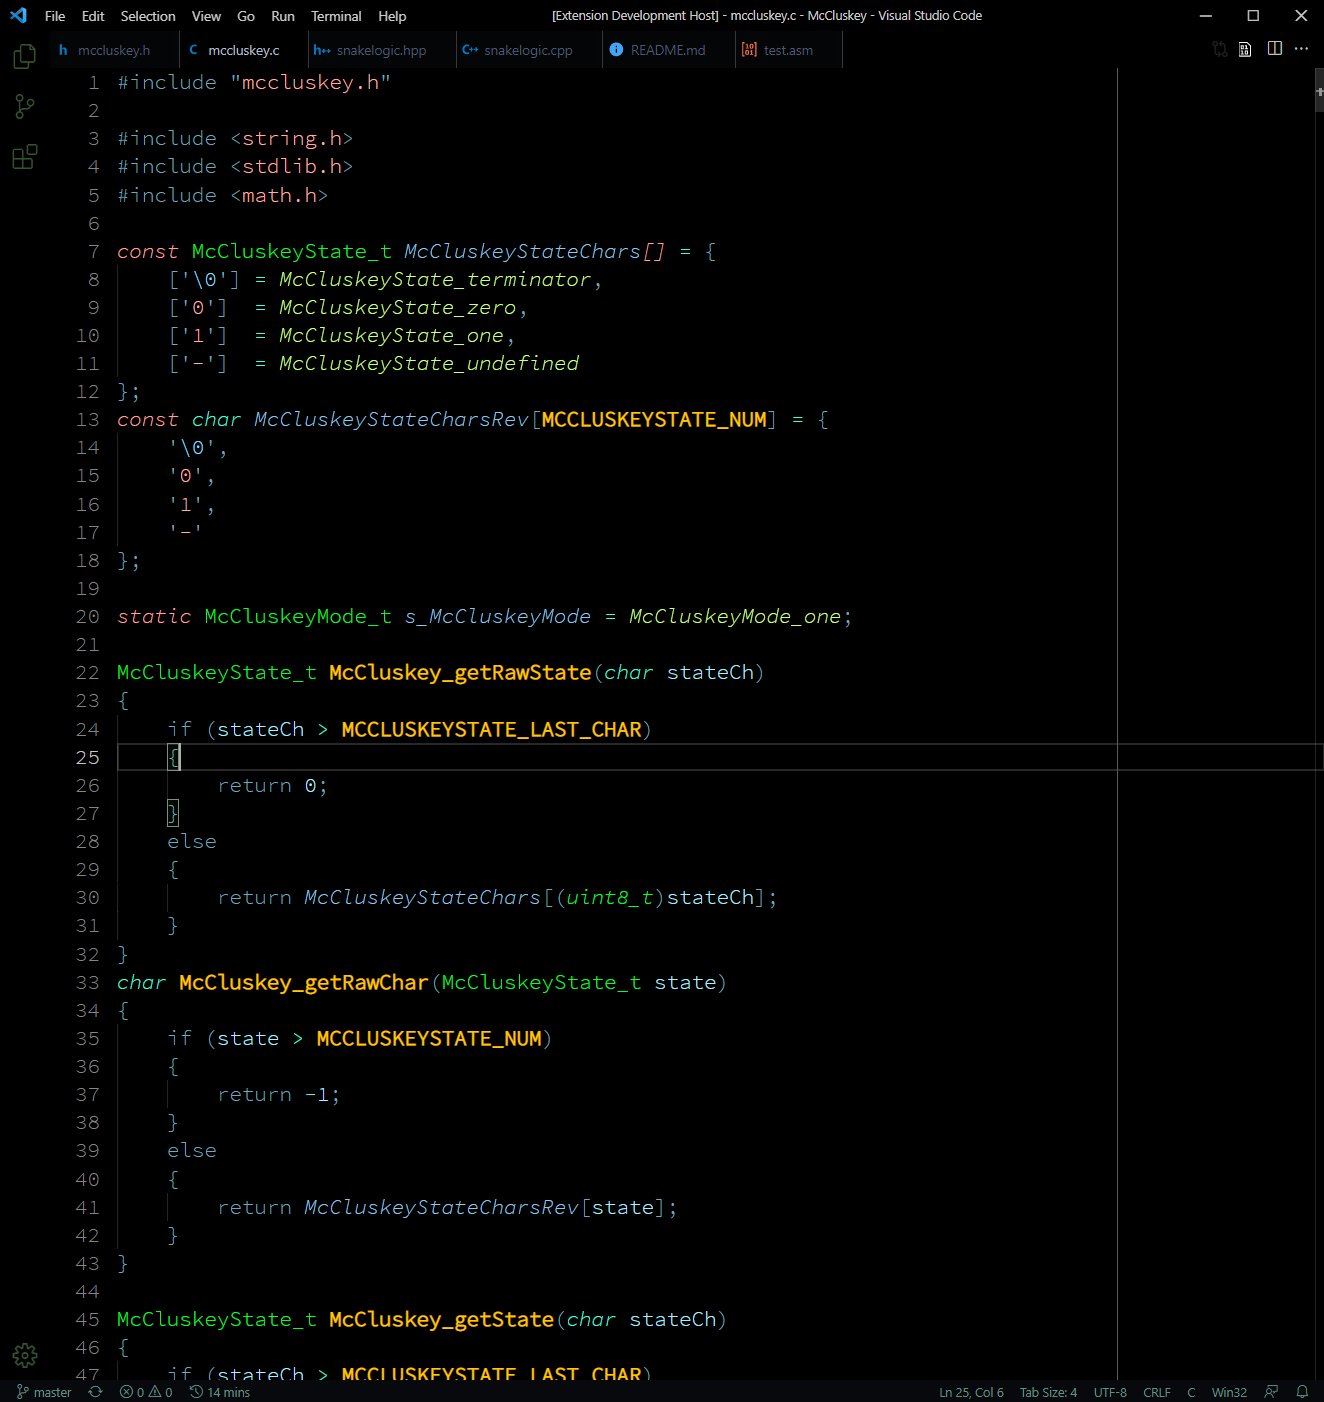 File Edit Selection View Go Run Terminal Help [Extension Development Host] - mccluskey.c - McCluskey - Visual Studio Code
h mccluskey.h C mccluskey.c h++ snakelogic.hpp C++ snakelogic.cpp README.md test.asm
1 #include "mccluskey.h"
2
3 #include <string.h>
4 #include <stdlib.h>
5 #include <math.h>
6
7 const McCluskeyState_t McCluskeyStateChars[] = {
8 ['\0'] = McCluskeyState_terminator,
9 ['0'] = McCluskeyState_zero,
10 ['1'] = McCluskeyState_one,
11 ['-'] = McCluskeyState_undefined
12 };
13 const char McCluskeyStateCharsRev[MCCLUSKEYSTATE_NUM] = {
14 '\0',
15 '0',
16 '1',
17 '-'
18 };
19
20 static McCluskeyMode_t s_McCluskeyMode = McCluskeyMode_one;
21
22 McCluskeyState_t McCluskey_getRawState(char stateCh)
23 {
24 if (stateCh > MCCLUSKEYSTATE_LAST_CHAR)
25 {
26 return 0;
27 }
28 else
29 {
30 return McCluskeyStateChars[(uint8_t)stateCh];
31 }
32 }
33 char McCluskey_getRawChar(McCluskeyState_t state)
34 {
35 if (state > MCCLUSKEYSTATE_NUM)
36 {
37 return -1;
38 }
39 else
40 {
41 return McCluskeyStateCharsRev[state];
42 }
43 }
44
45 McCluskeyState_t McCluskey_getState(char stateCh)
46 {
47 if (stateCh > MCCLUSKEYSTATE_LAST_CHAR)
master 0 0 14 mins Ln 25, Col 6 Tab Size: 4 UTF-8 CRLF C Win32